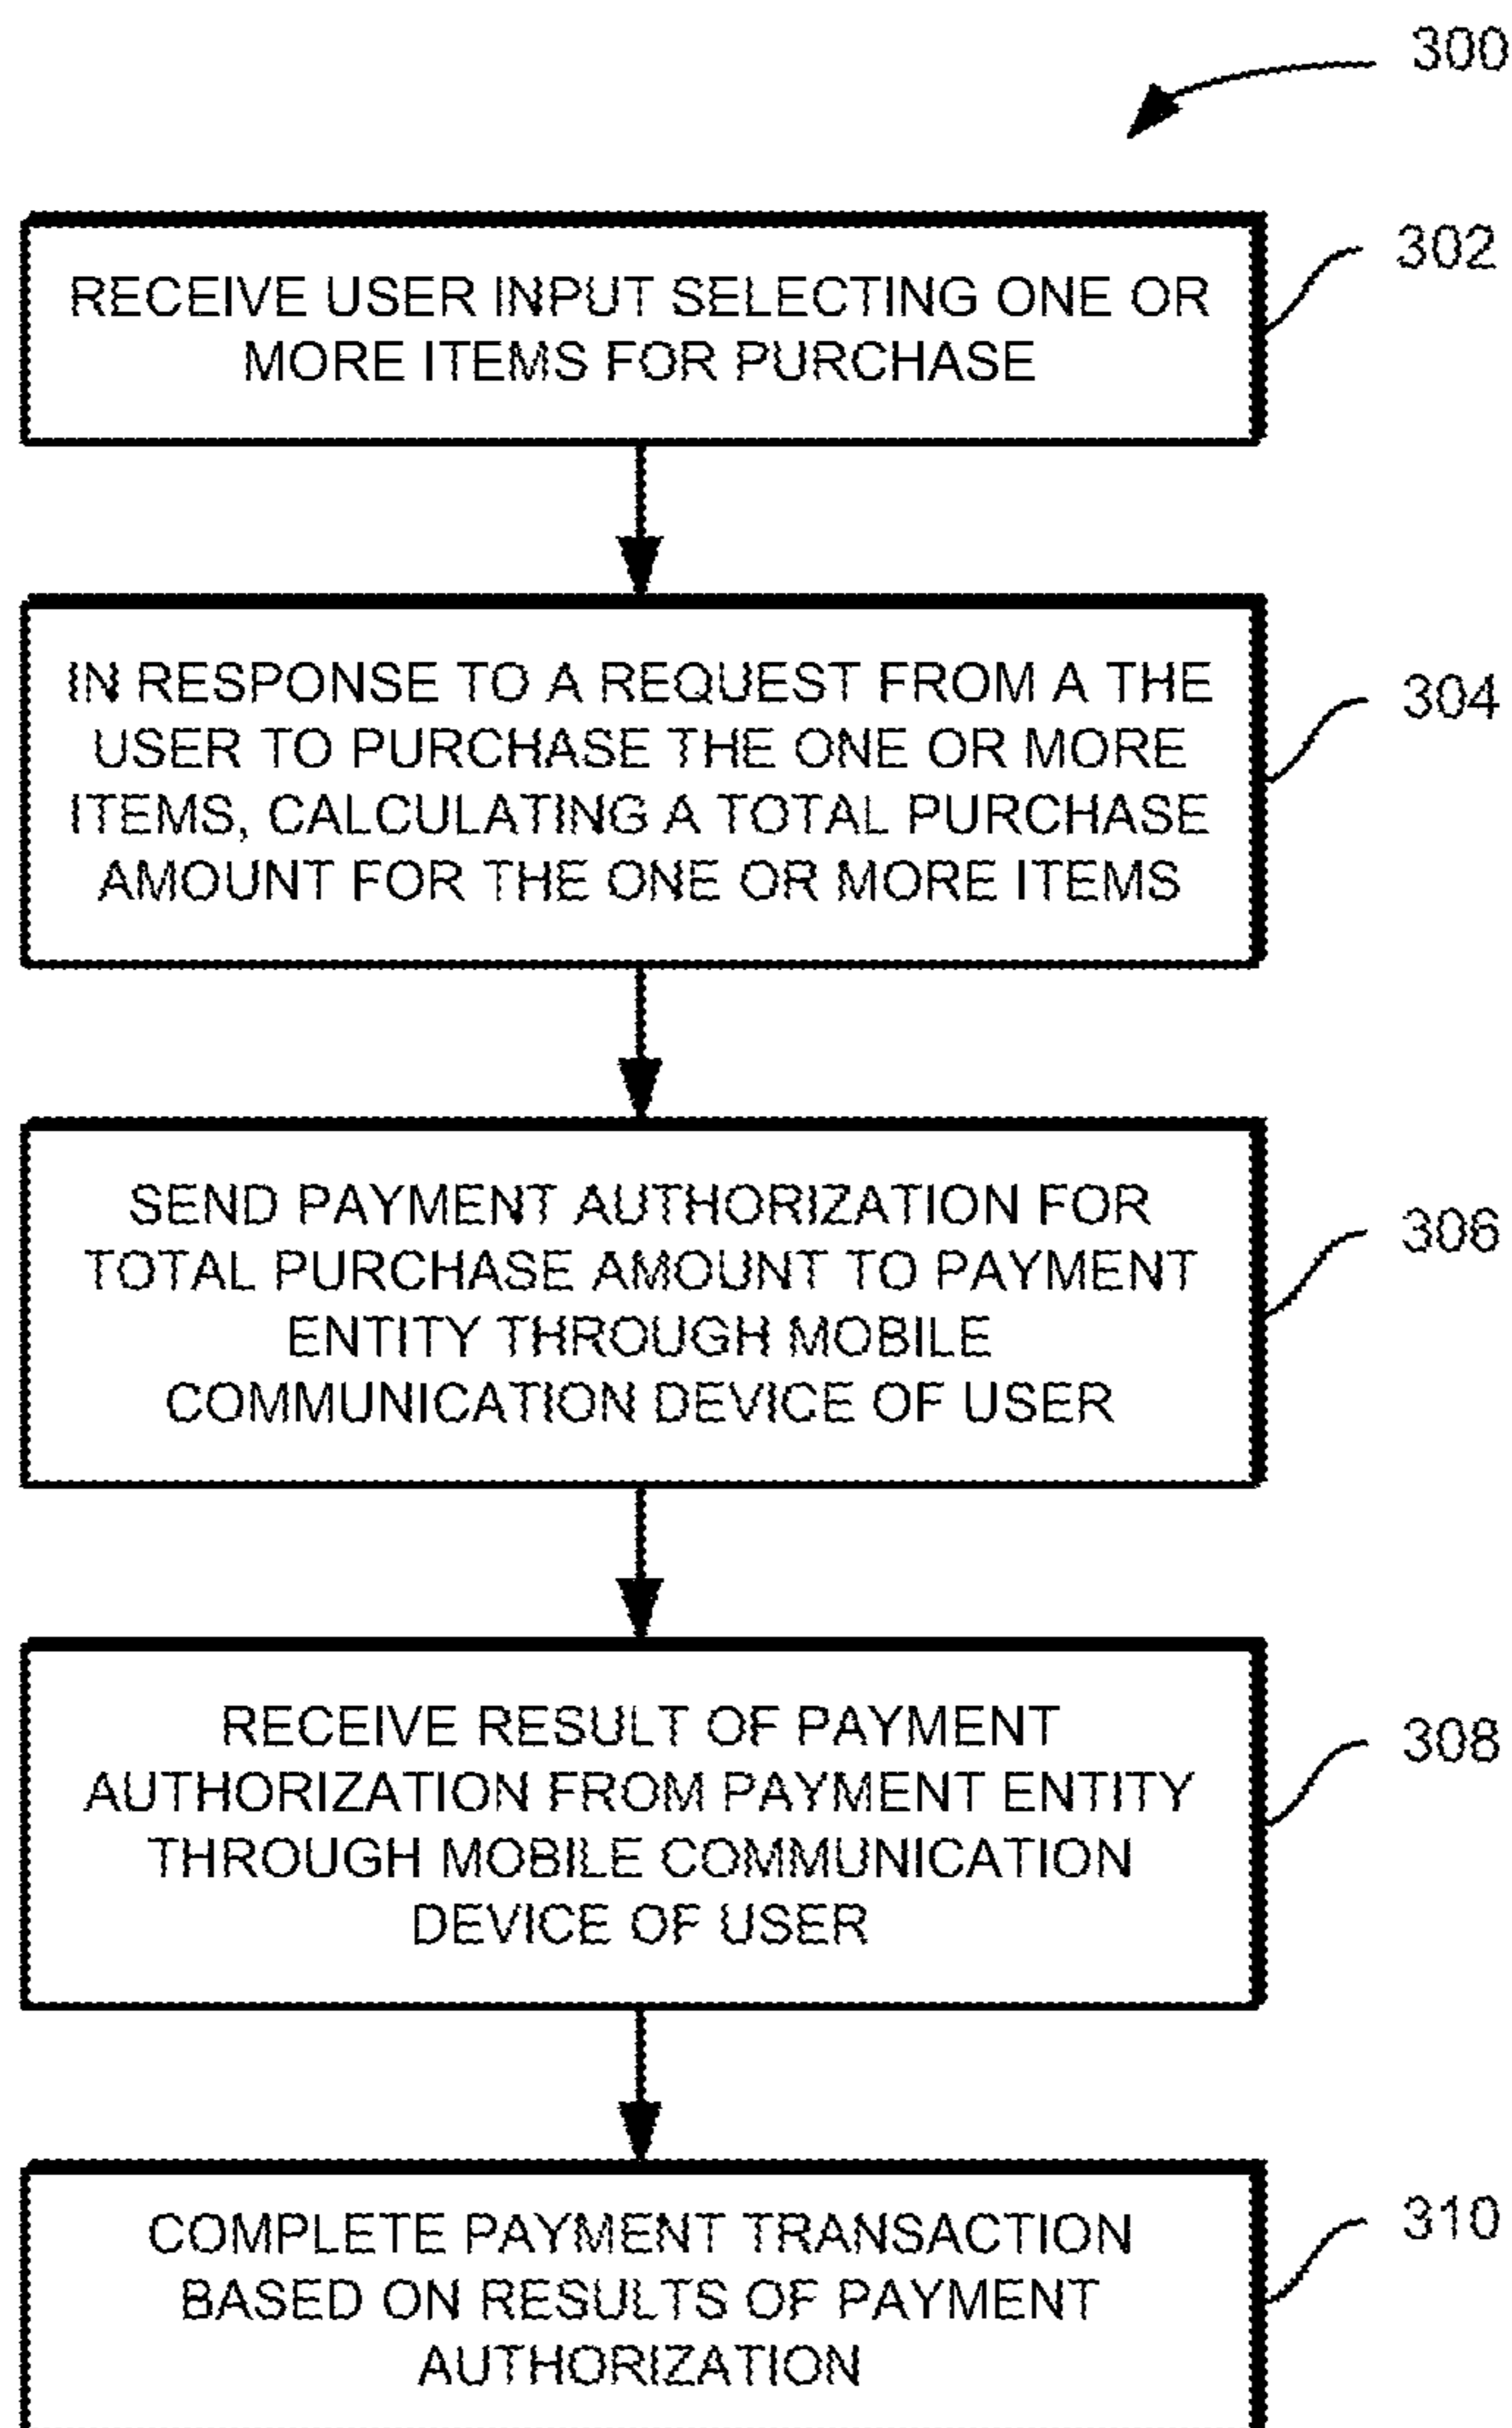 300
RECEIVE USER INPUT SELECTING ONE OR
MORE ITEMS FOR PURCHASE
302
IN RESPONSE TO A REQUEST FROM A THE
USER TO PURCHASE THE ONE OR MORE
ITEMS, CALCULATING A TOTAL PURCHASE
AMOUNT FOR THE ONE OR MORE ITEMS
304
SEND PAYMENT AUTHORIZATION FOR
TOTAL PURCHASE AMOUNT TO PAYMENT
ENTITY THROUGH MOBILE
COMMUNICATION DEVICE OF USER
306
RECEIVE RESULT OF PAYMENT
AUTHORIZATION FROM PAYMENT ENTITY
THROUGH MOBILE COMMUNICATION
DEVICE OF USER
308
COMPLETE PAYMENT TRANSACTION
BASED ON RESULTS OF PAYMENT
AUTHORIZATION
310